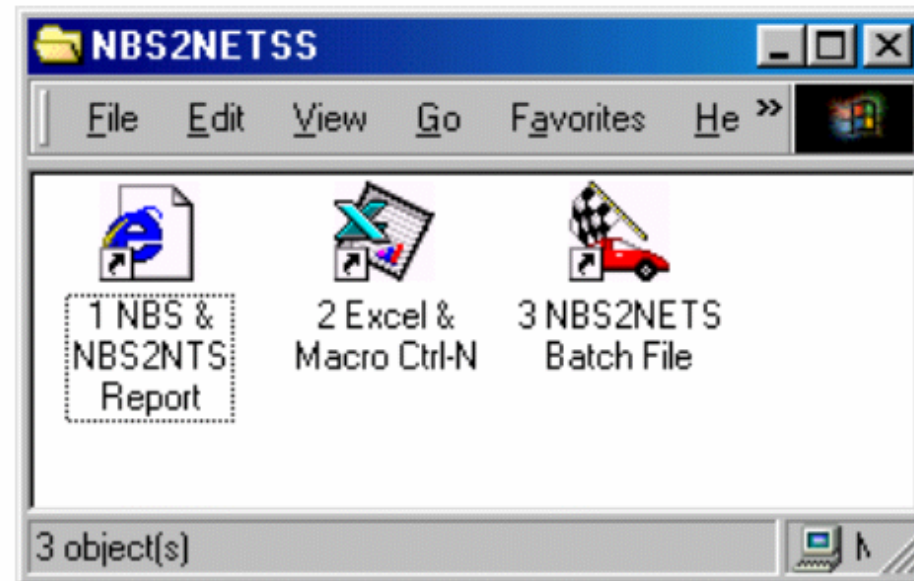 NBS2NETSS
File Edit View Go Favorites He »
1 NBS &
NBS2NTS
Report
2 Excel &
Macro Ctrl-N
3 NBS2NETS
Batch File
3 object(s)